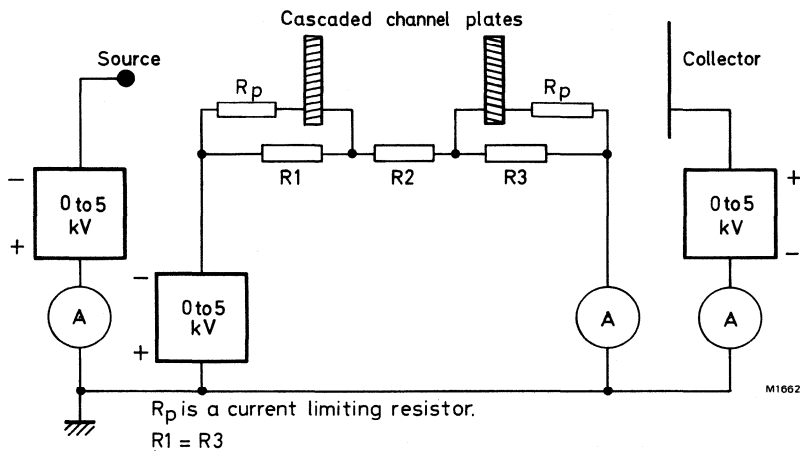 Cascaded channel plates
Source
Collector
Rp
Rp
R1
R2
R3
−
0 to 5
kV
+
+
0 to 5
kV
−
−
0 to 5
kV
+
A
A
A
M1662
Rp is a current limiting resistor.
R1 = R3